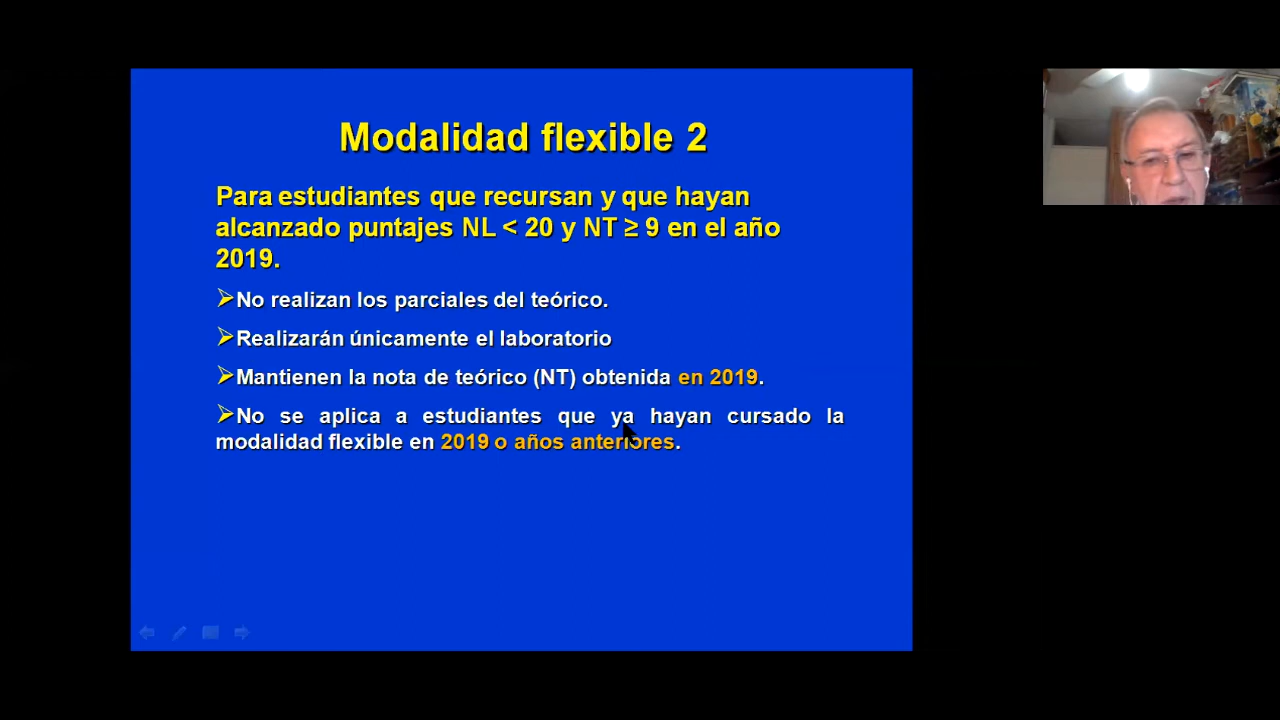 Modalidad flexible 2
Para estudiantes que recursan y que hayan
alcanzado puntajes NL < 20 y NT ≥ 9 en el año
2019.
➢No realizan los parciales del teórico.
➢Realizarán únicamente el laboratorio
➢Mantienen la nota de teórico (NT) obtenida en 2019.
➢No se aplica a estudiantes que ya hayan cursado la
modalidad flexible en 2019 o años anteriores.